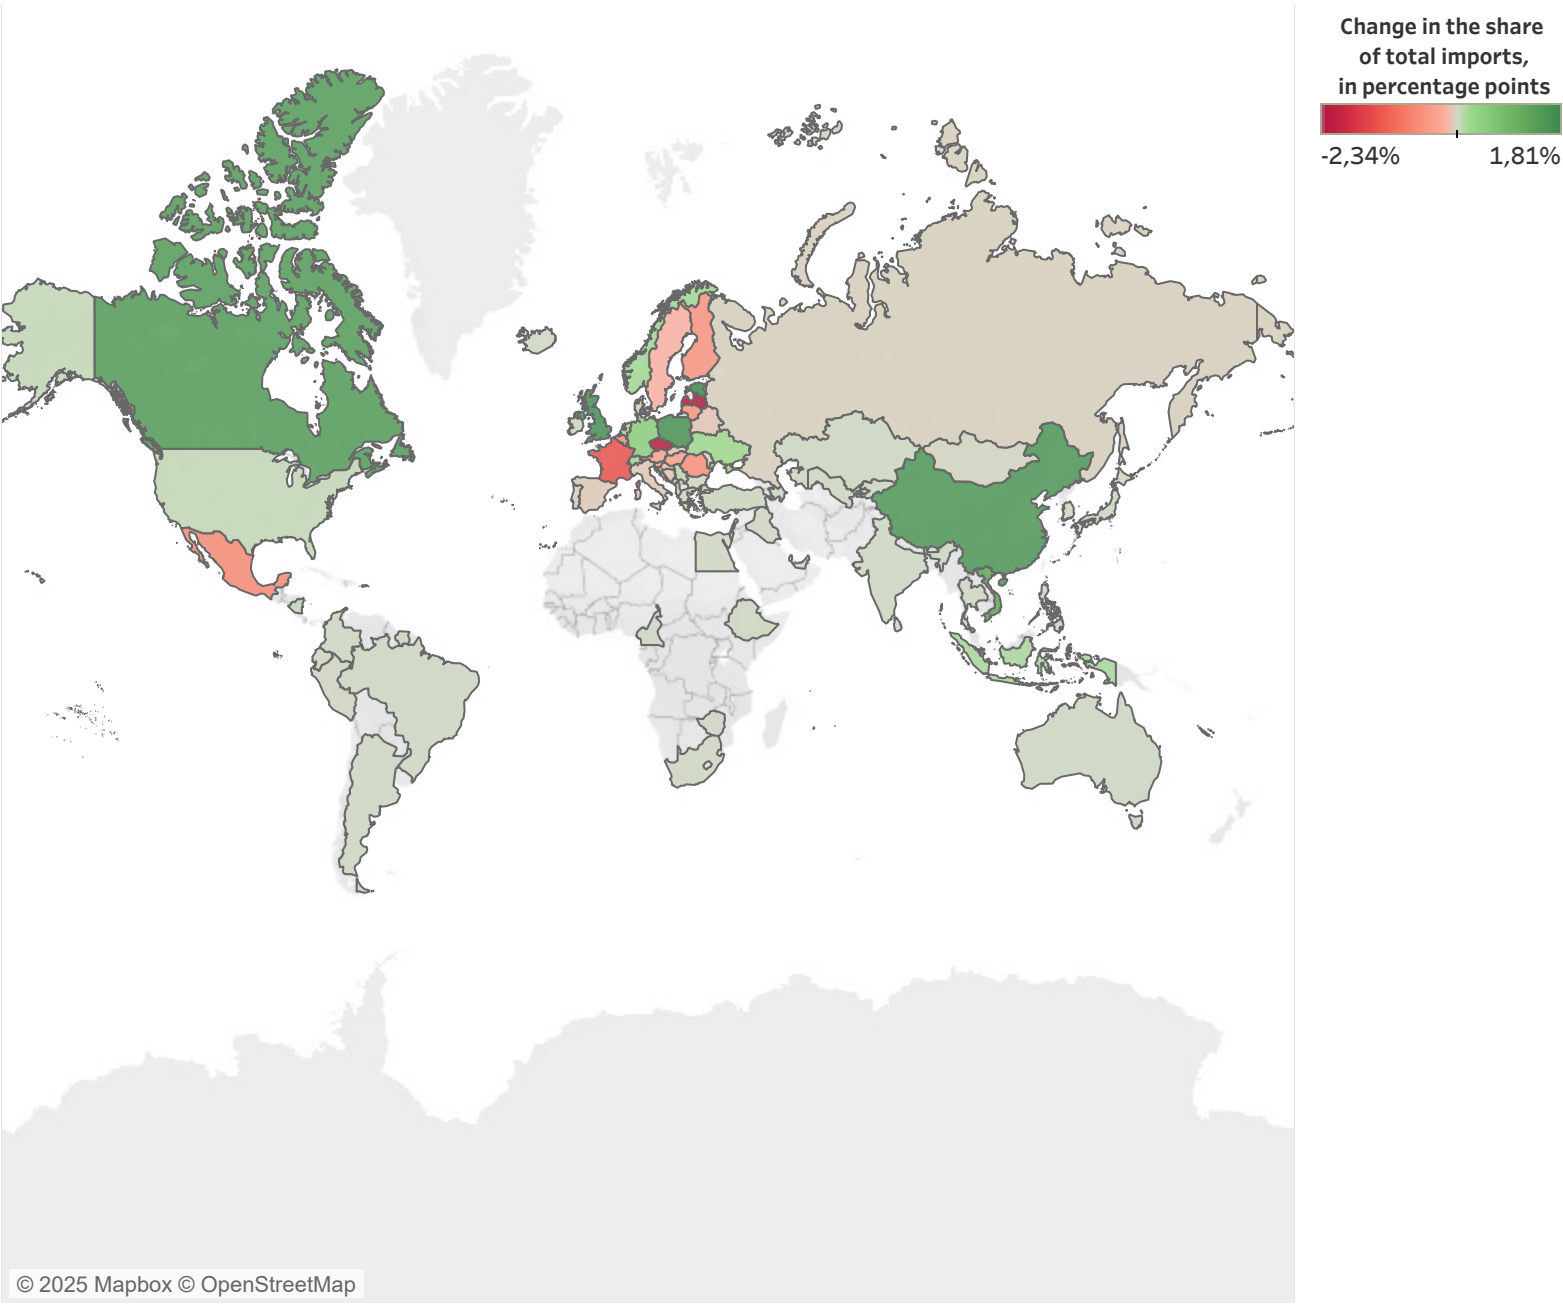 Change in the share
of total imports,
in percentage points
-2,34% 1,81%
© 2025 Mapbox © OpenStreetMap